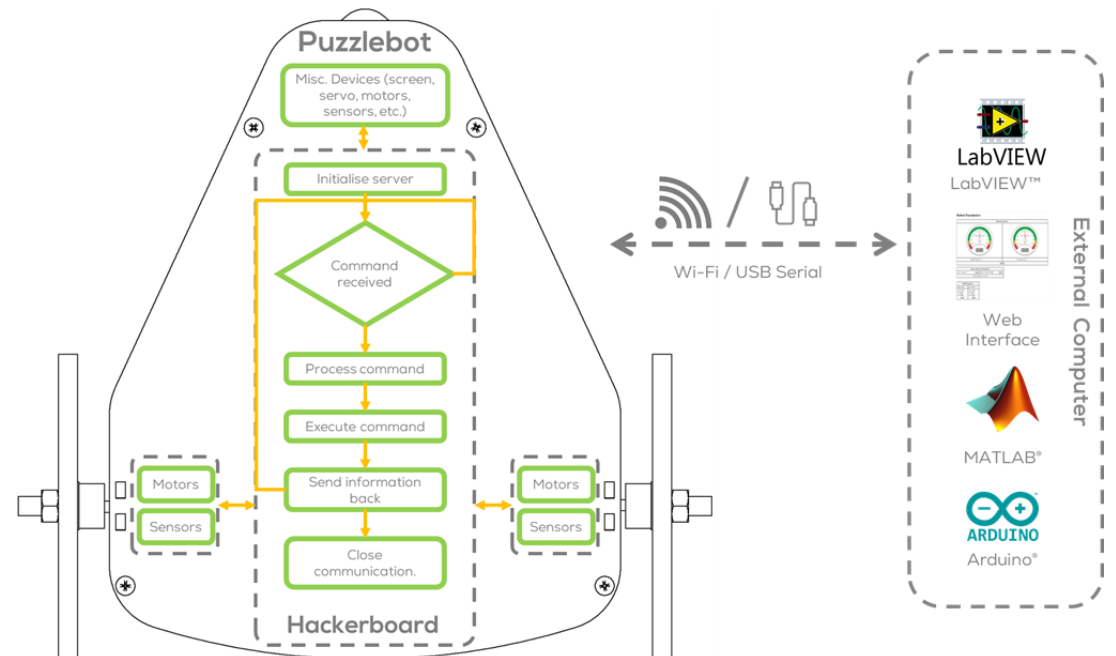 Puzzlebot
Misc. Devices (screen,
servo, motors,
sensors, etc.)
Initialise server
Command
received
Process command
Execute command
Send information
back
Close
communication.
Hackerboard
Motors
Sensors
Motors
Sensors
Wi-Fi / USB Serial
LabVIEW
LabVIEW™
Web
Interface
MATLAB®
ARDUINO
Arduino®
External Computer